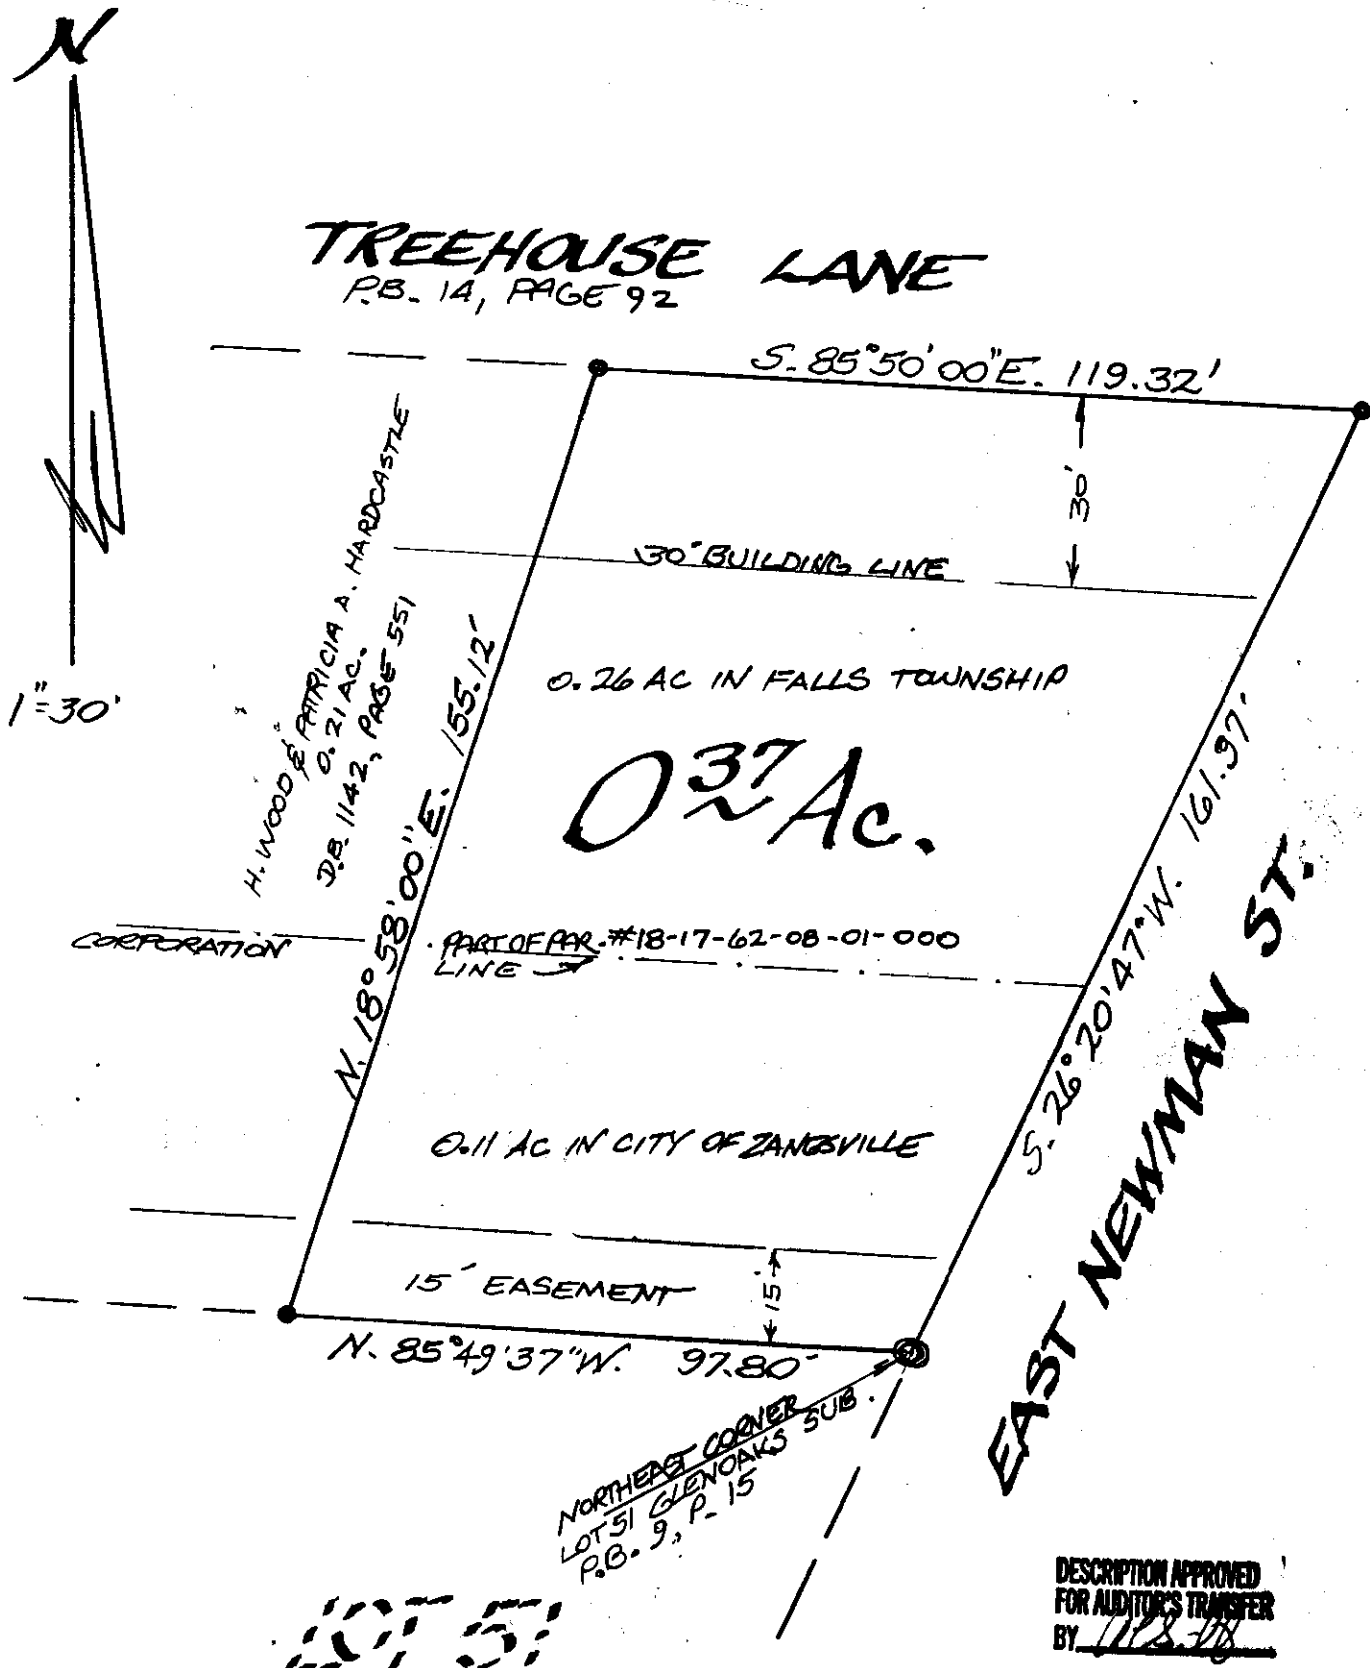 N
TREEHOUSE LANE
P.B. 14, PAGE 92
S. 85°50'00"E. 119.32'
30'
30' BUILDING LINE
H. WOOD & PATRICIA A. HARDCASTLE
0.21 AC.
D.B. 1142, PAGE 551
1"=30'
N. 18°58'00"E. 155.12'
0.26 AC IN FALLS TOWNSHIP
0.37 Ac.
S. 26°20'47"W. 161.97'
EAST NEWMAN ST.
CORPORATION
PART OF PAR. #18-17-62-08-01-000
LINE
0.11 AC IN CITY OF ZANESVILLE
15' EASEMENT
15'
N. 85°49'37"W. 97.80'
NORTHEAST CORNER
LOT 51 GLENOAKS SUB.
P.B. 9, P. 15
LOT 51
DESCRIPTION APPROVED
FOR AUDITOR'S TRANSFER
BY